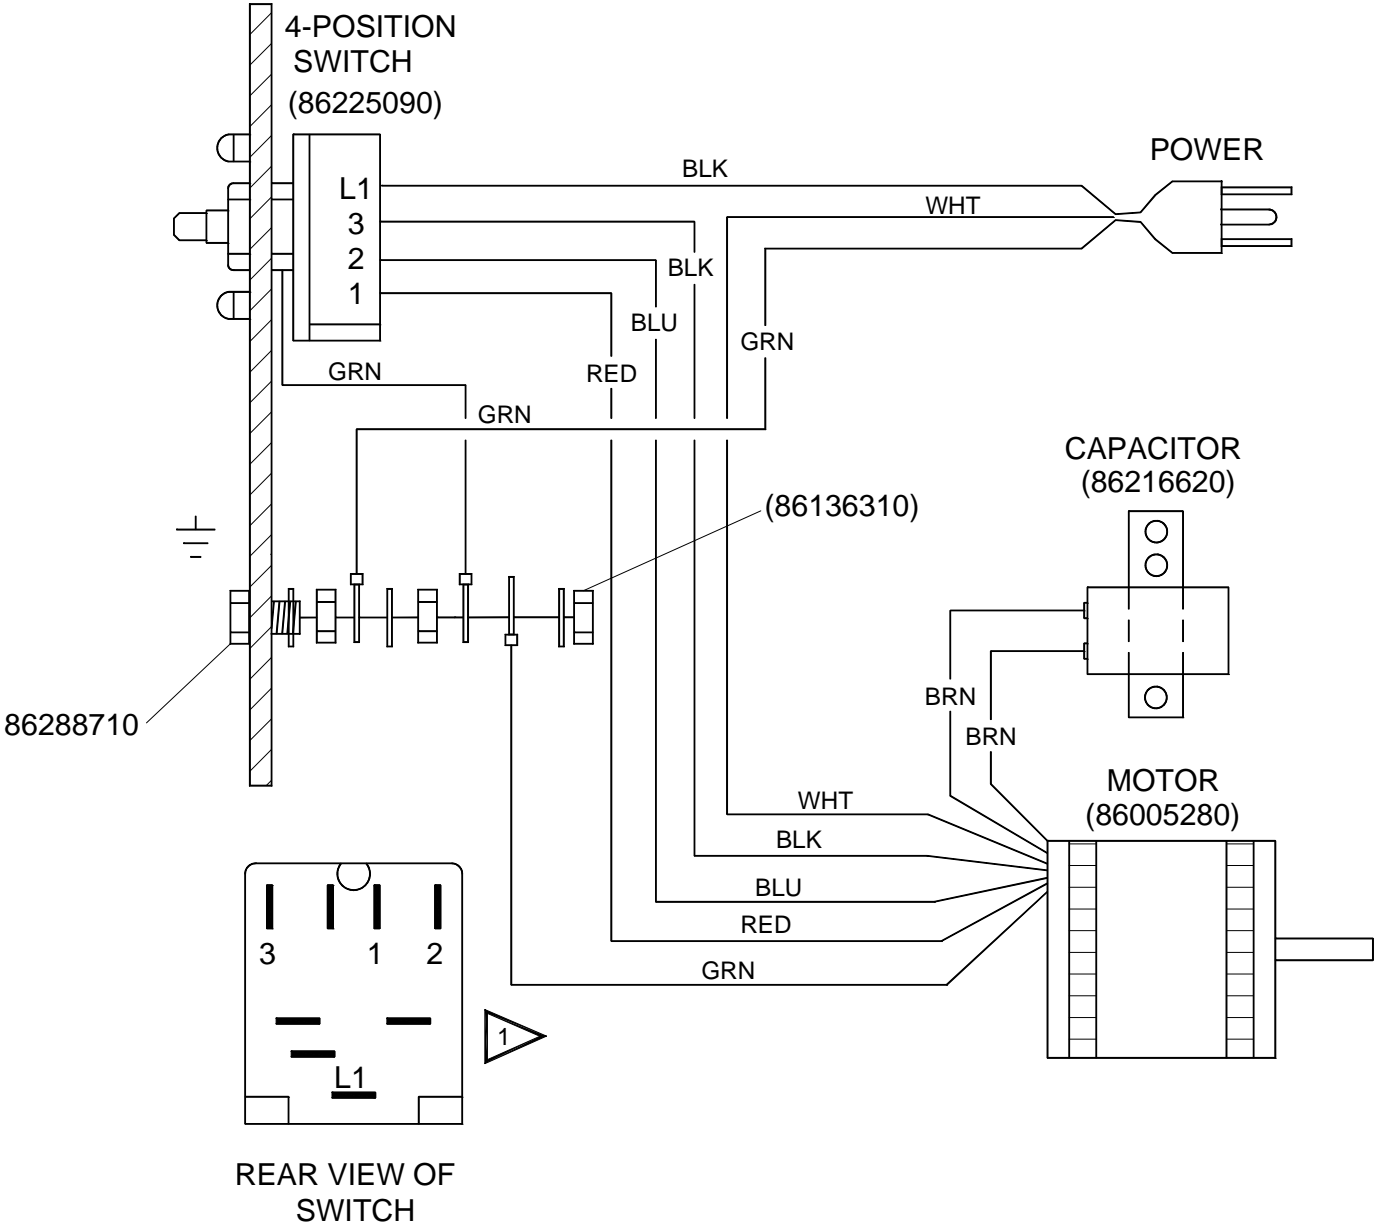 4-POSITION
SWITCH
(86225090)
POWER
BLK
L1
WHT
3
2
BLK
1
BLU
GRN
GRN
RED
GRN
CAPACITOR
(86216620)
(86136310)
BRN
86288710
BRN
MOTOR
(86005280)
WHT
BLK
BLU
RED
3 1 2
GRN
1
L1
REAR VIEW OF
SWITCH